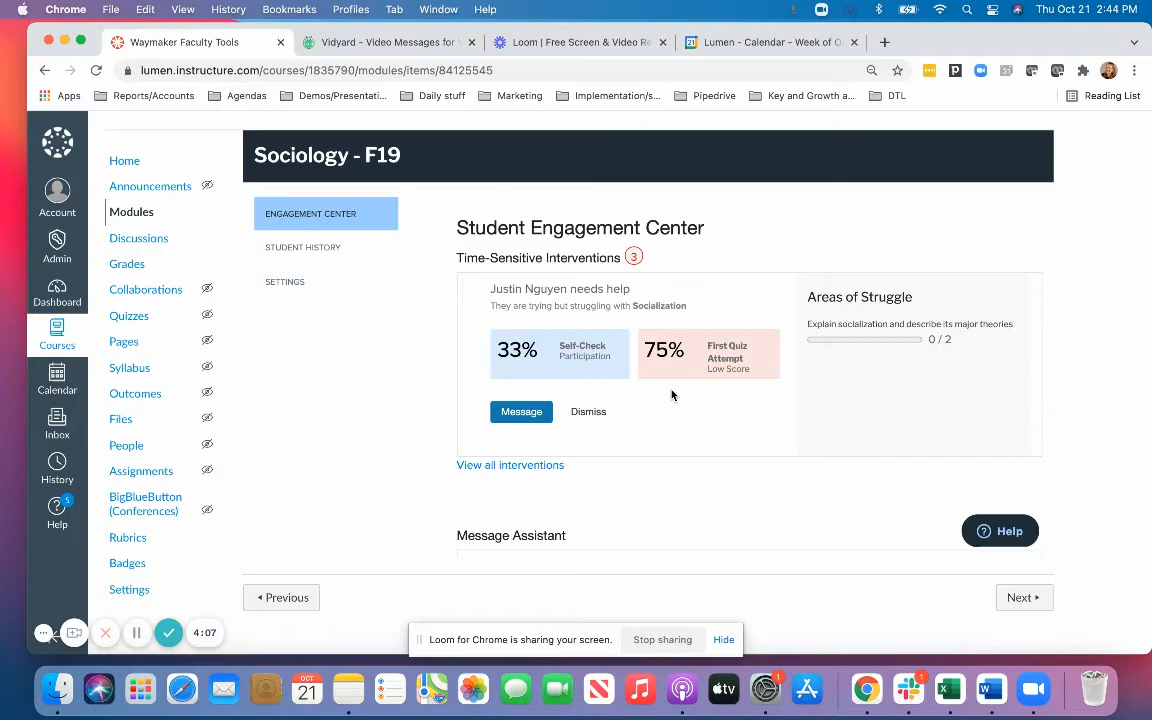 Chrome File Edit View History Bookmarks Profiles Tab Window Help Thu Oct 21 2:44 PM
Waymaker Faculty Tools Vidyard - Video Messages for Loom | Free Screen & Video Re Lumen - Calendar - Week of O
lumen.instructure.com/courses/1835790/modules/items/84125545
Apps Reports/Accounts Agendas Demos/Presentati... Daily stuff Marketing Implementation/s... Pipedrive Key and Growth a... DTL Reading List
Account
Admin
Dashboard
Courses
Calendar
Inbox
History
5
Help
Home
Announcements
Modules
Discussions
Grades
Collaborations
Quizzes
Pages
Syllabus
Outcomes
Files
People
Assignments
BigBlueButton
(Conferences)
Rubrics
Badges
Settings
Sociology - F19
ENGAGEMENT CENTER
STUDENT HISTORY
SETTINGS
Student Engagement Center
Time-Sensitive Interventions 3
Justin Nguyen needs help
They are trying but struggling with Socialization
33% Self-Check
Participation
75% First Quiz
Attempt
Low Score
Message Dismiss
Areas of Struggle
Explain socialization and describe its major theories
0 / 2
View all interventions
Message Assistant
Help
Previous Next
4:07
Loom for Chrome is sharing your screen. Stop sharing Hide
OCT
21
1
1
tv